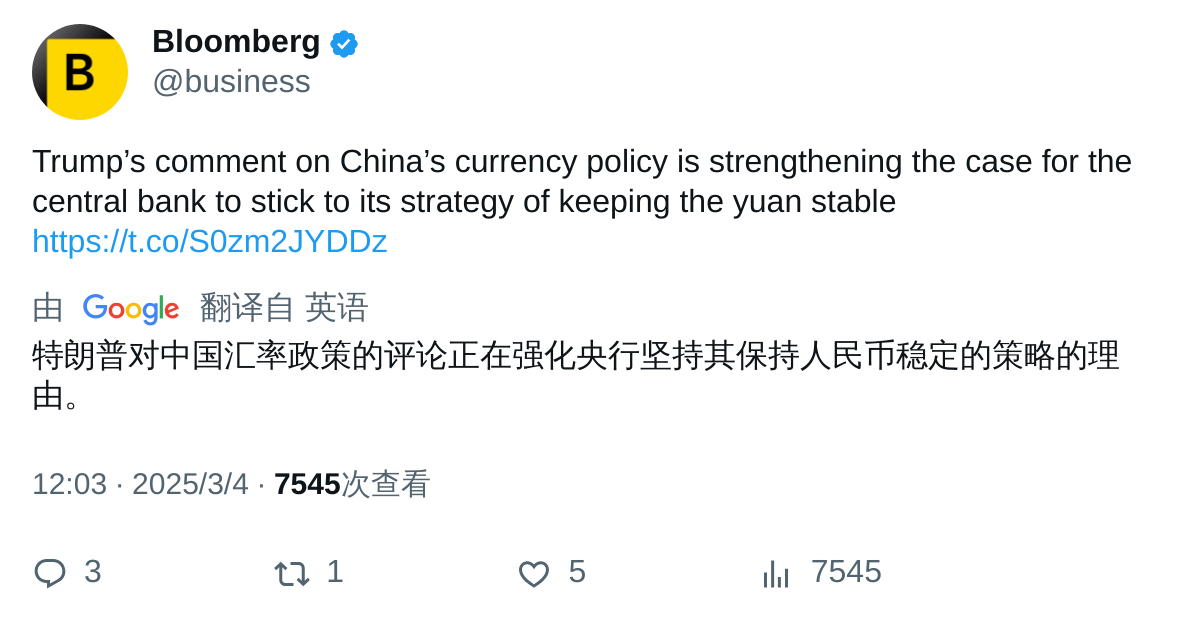 B
Bloomberg
@business
Trump’s comment on China’s currency policy is strengthening the case for the
central bank to stick to its strategy of keeping the yuan stable
https://t.co/S0zm2JYDDz
由 Google 翻译自 英语
特朗普对中国汇率政策的评论正在强化央行坚持其保持人民币稳定的策略的理
由。
12:03 · 2025/3/4 · 7545次查看
3 1 5 7545